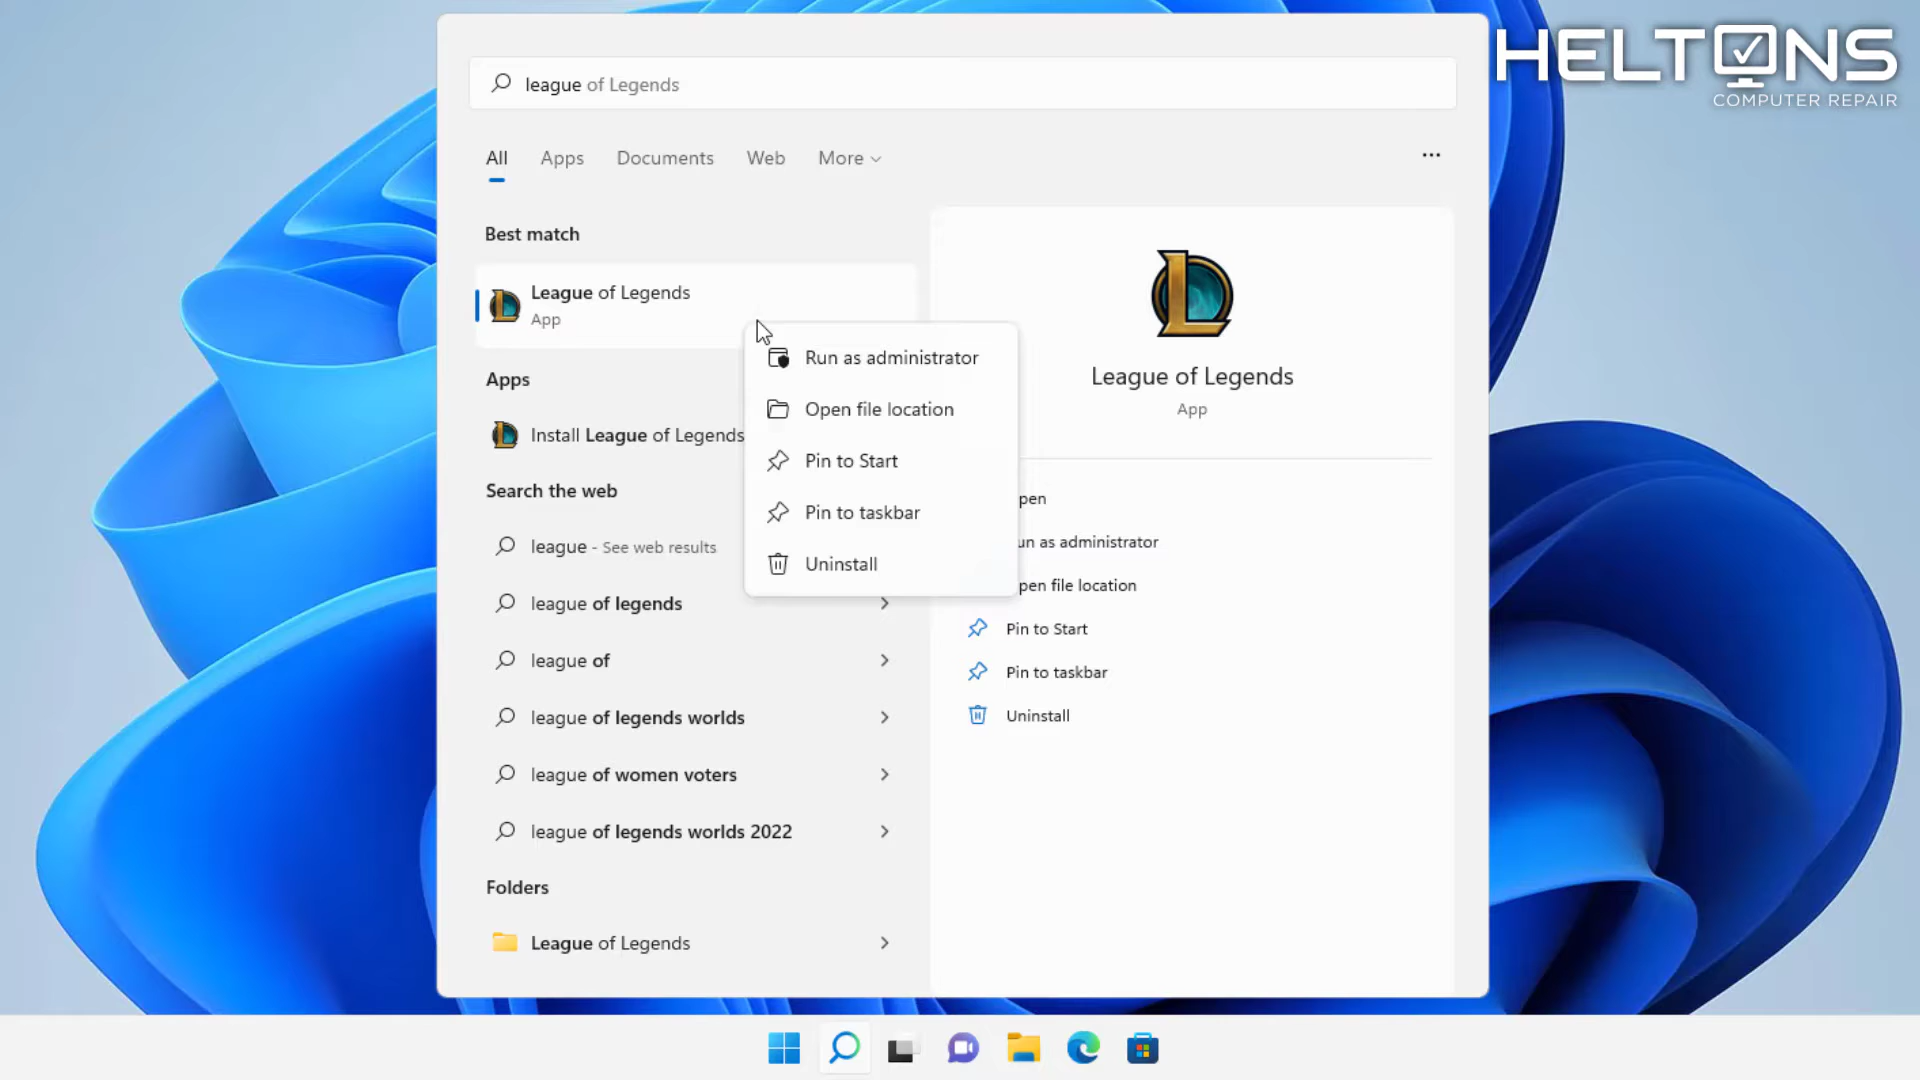 HELTONS
COMPUTER REPAIR
league of Legends
All Apps Documents Web More
Best match
League of Legends
App
Apps
Install League of Legends
Search the web
league - See web results
league of legends
league of
league of legends worlds
league of women voters
league of legends worlds 2022
Folders
League of Legends
Run as administrator
Open file location
Pin to Start
Pin to taskbar
Uninstall
League of Legends
App
pen
un as administrator
pen file location
Pin to Start
Pin to taskbar
Uninstall